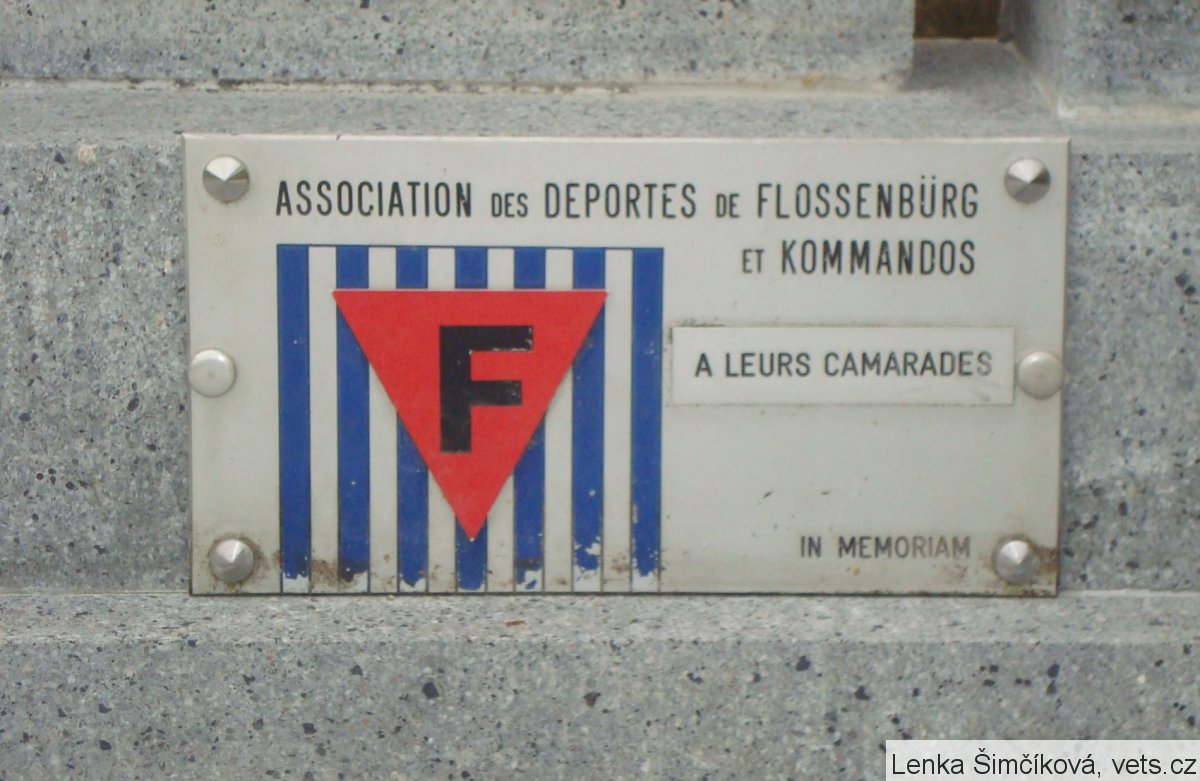 ASSOCIATION DES DEPORTES DE FLOSSENBÜRG
ET KOMMANDOS
F
A LEURS CAMARADES
IN MEMORIAM
Lenka Šimčíková, vets.cz